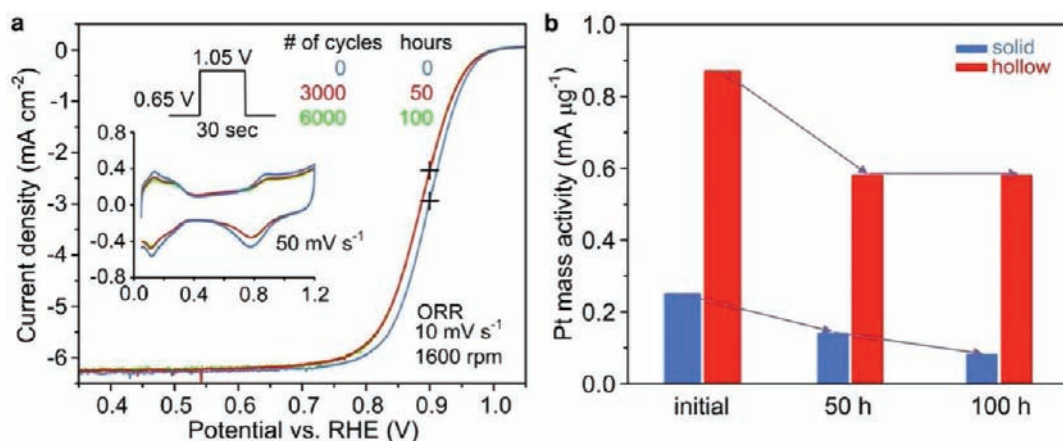 a
# of cycles hours
0 0
3000 50
6000 100
1.05 V
0.65 V
30 sec
0.8
0.4
0.0
-0.4
-0.8
0.0 0.4 0.8 1.2
50 mV s⁻¹
ORR
10 mV s⁻¹
1600 rpm
0
-1
-2
-3
-4
-5
-6
Current density (mA cm⁻²)
0.4 0.5 0.6 0.7 0.8 0.9 1.0
Potential vs. RHE (V)
b
solid
hollow
1.0
0.8
0.6
0.4
0.2
0.0
Pt mass activity (mA µg⁻¹)
initial 50 h 100 h